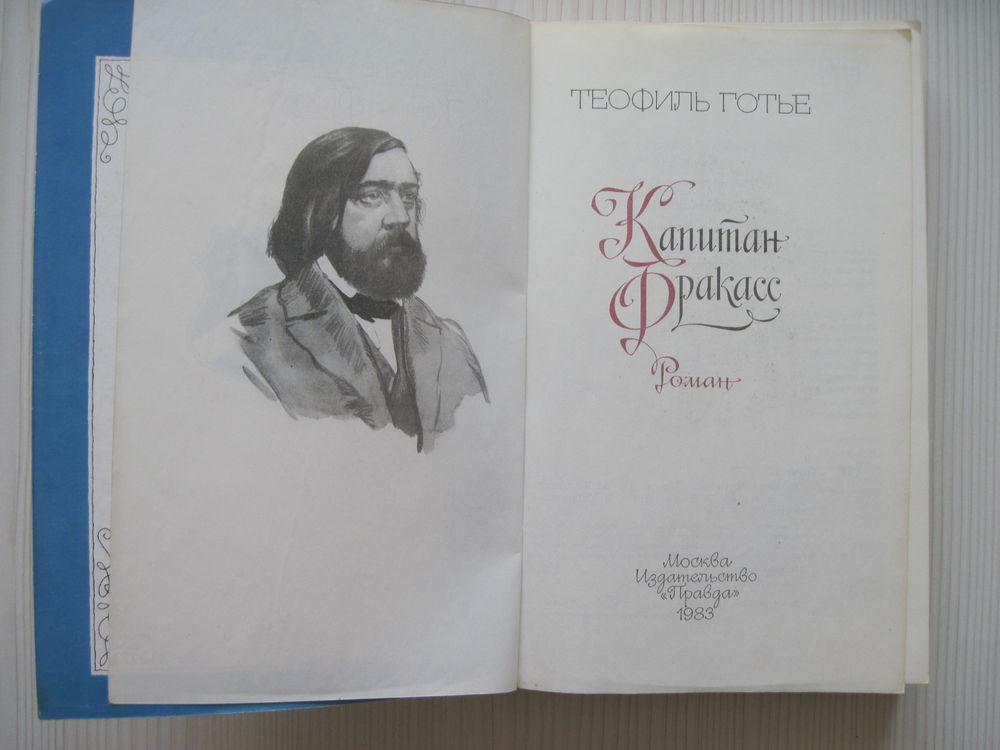 ТЕОФИЛЬ ГОТЬЕ
Капитан
Фракасс
Роман
Москва
Издательство
«Правда»
1983